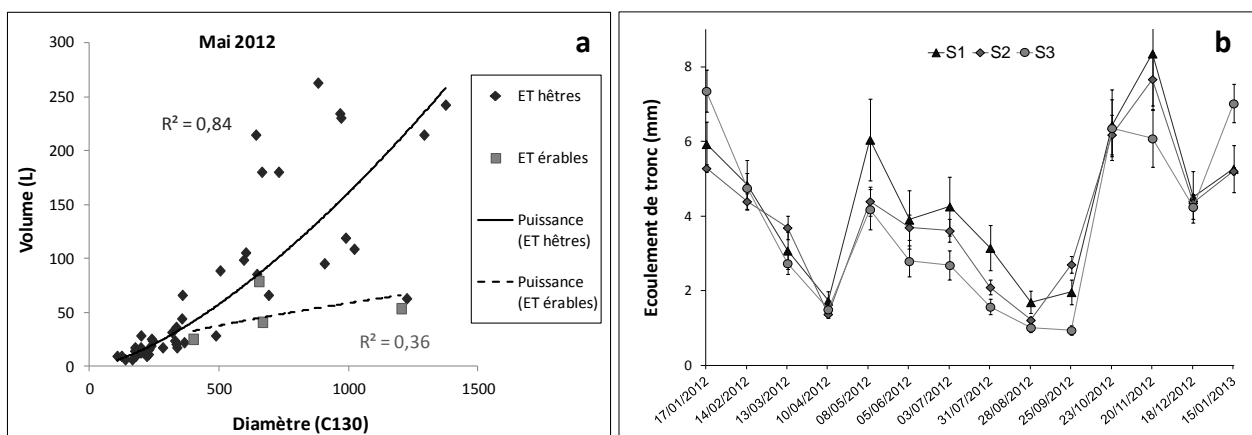 Mai 2012
a
300
250
200
150
100
50
0
Volume (L)
R² = 0,84
R² = 0,36
0
500
1000
1500
Diamètre (C130)
ET hêtres
ET érables
Puissance
(ET hêtres)
Puissance
(ET érables)
b
S1
S2
S3
8
6
4
2
0
Ecoulement de tronc (mm)
17/01/2012
14/02/2012
13/03/2012
10/04/2012
08/05/2012
05/06/2012
03/07/2012
31/07/2012
28/08/2012
25/09/2012
23/10/2012
20/11/2012
18/12/2012
15/01/2013